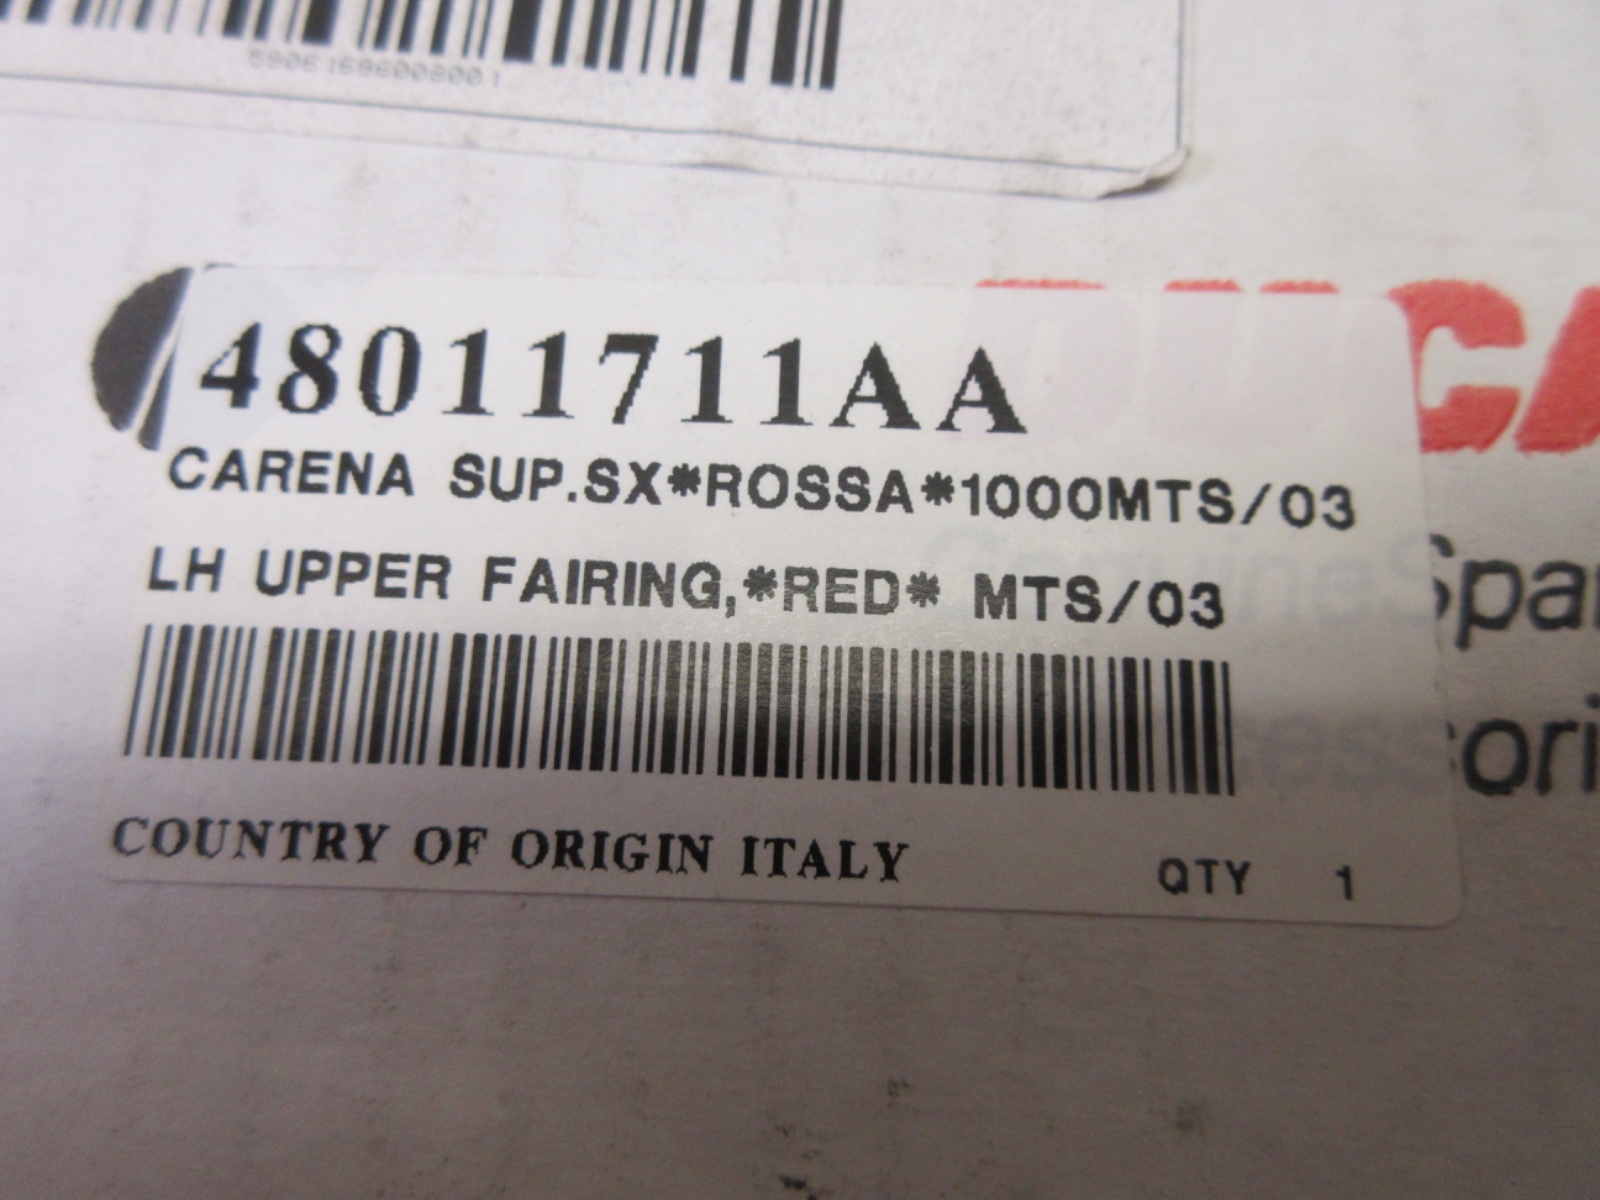 48011711AA
CARENA SUP.SX*ROSSA*1000MTS/03
LH UPPER FAIRING,*RED* MTS/03
COUNTRY OF ORIGIN ITALY QTY 1